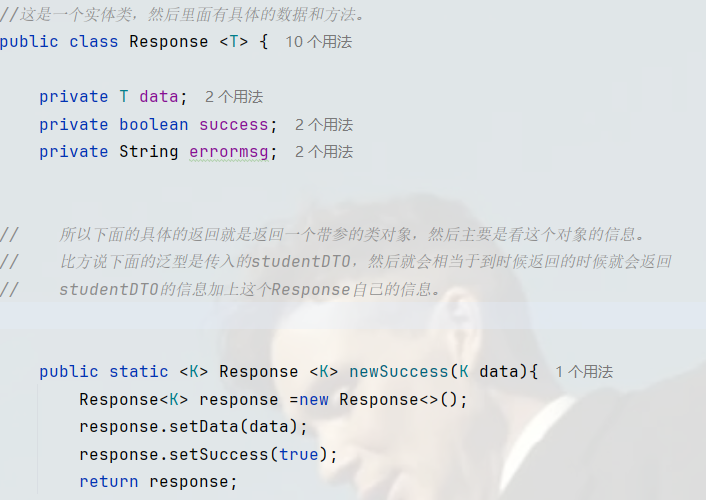 //这是一个实体类，然后里面有具体的数据和方法。
public class Response <T> { 10 个用法
private T data; 2 个用法
private boolean success; 2 个用法
private String errormsg; 2 个用法
// 所以下面的具体的返回就是返回一个带参的类对象，然后主要是看这个对象的信息。
// 比方说下面的泛型是传入的studentDTO，然后就会相当于到时候返回的时候就会返回
// studentDTO的信息加上这个Response自己的信息。
public static <K> Response <K> newSuccess(K data){ 1 个用法
Response<K> response =new Response<>();
response.setData(data);
response.setSuccess(true);
return response;